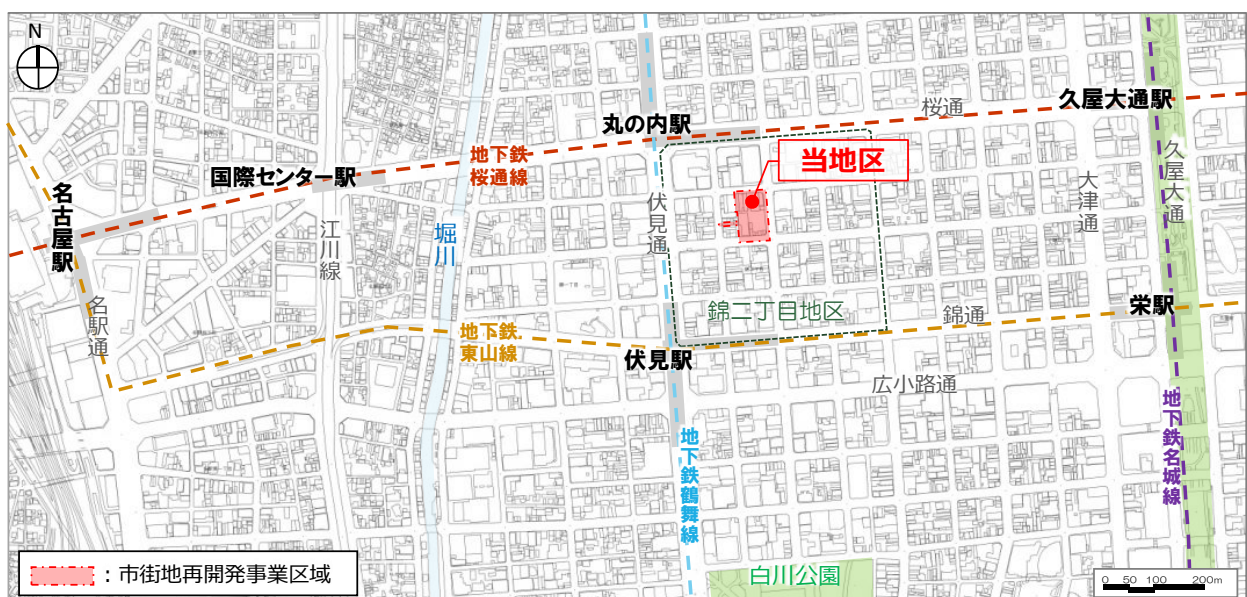 N
桜通
久屋大通駅
丸の内駅
当地区
地下鉄
桜通線
国際センター駅
久屋大通
大津通
名古屋駅
伏見通
江川線
堀川
名駅通
錦二丁目地区
錦通
栄駅
地下鉄
東山線
伏見駅
広小路通
地下鉄名城線
地下鉄鶴舞線
：市街地再開発事業区域
白川公園
0 50 100 200m